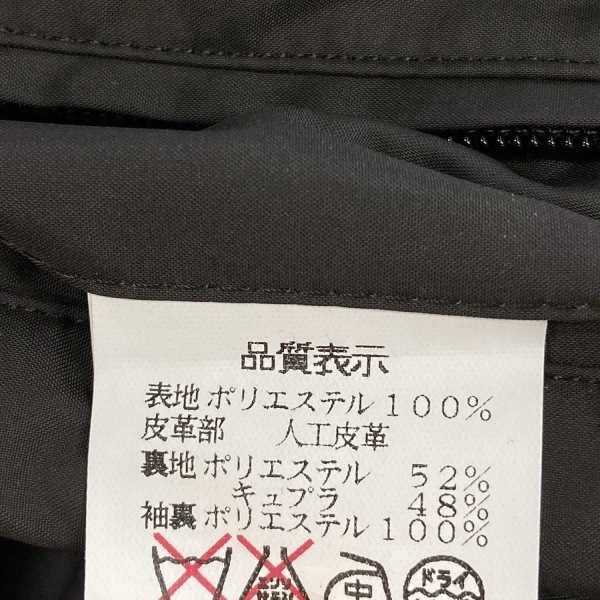 品質表示
表地 ポリエステル 100%
皮革部 人工皮革
裏地 ポリエステル 52%
キュプラ 48%
袖裏 ポリエステル 100%
中 ドライ